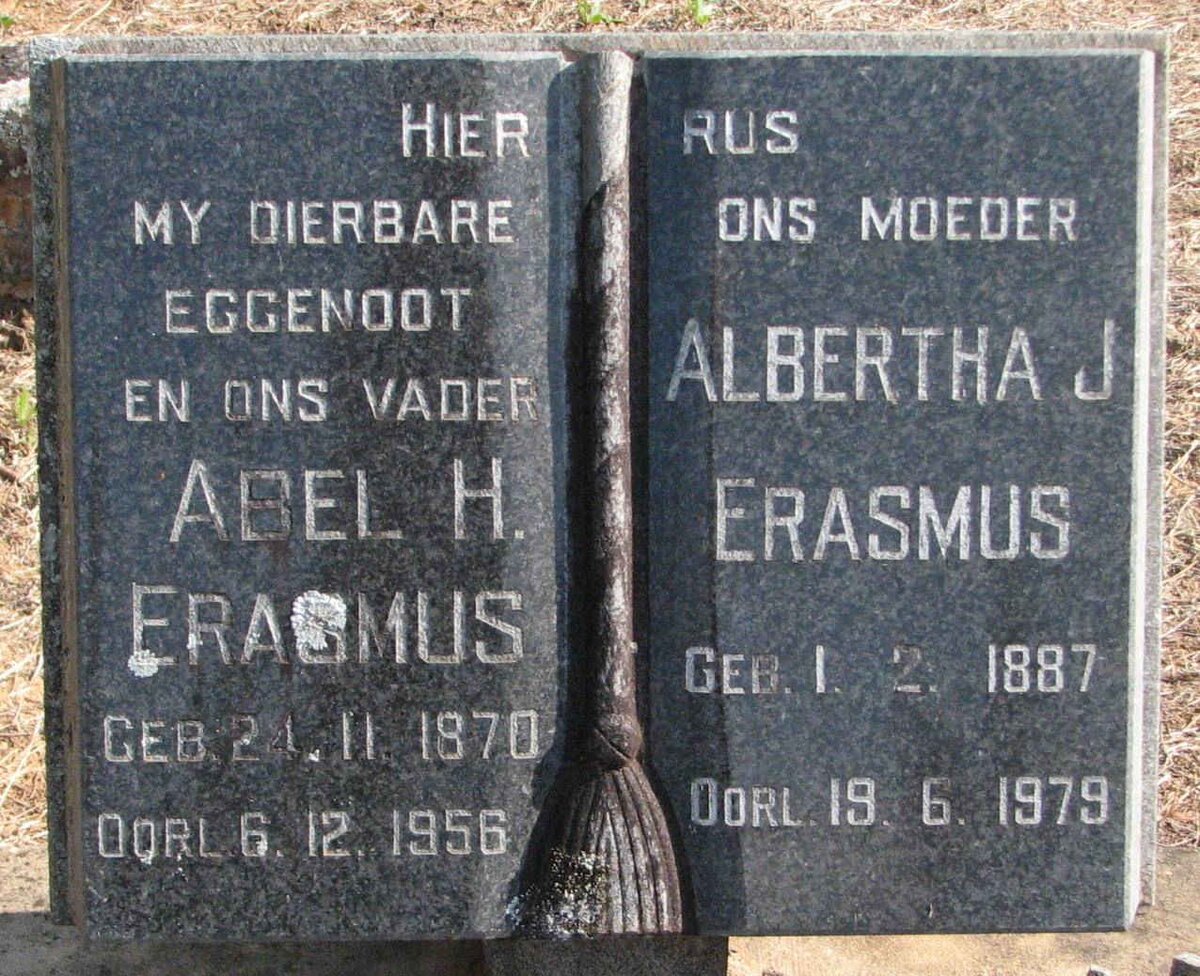 HIER RUS
MY DIERBARE
EGGENOOT
EN ONS VADER
ABEL H.
ERASMUS
GEB. 24. 11. 1870
OORL. 6. 12. 1956
ONS MOEDER
ALBERTHA J
ERASMUS
GEB. 1. 2. 1887
OORL. 19. 6. 1979